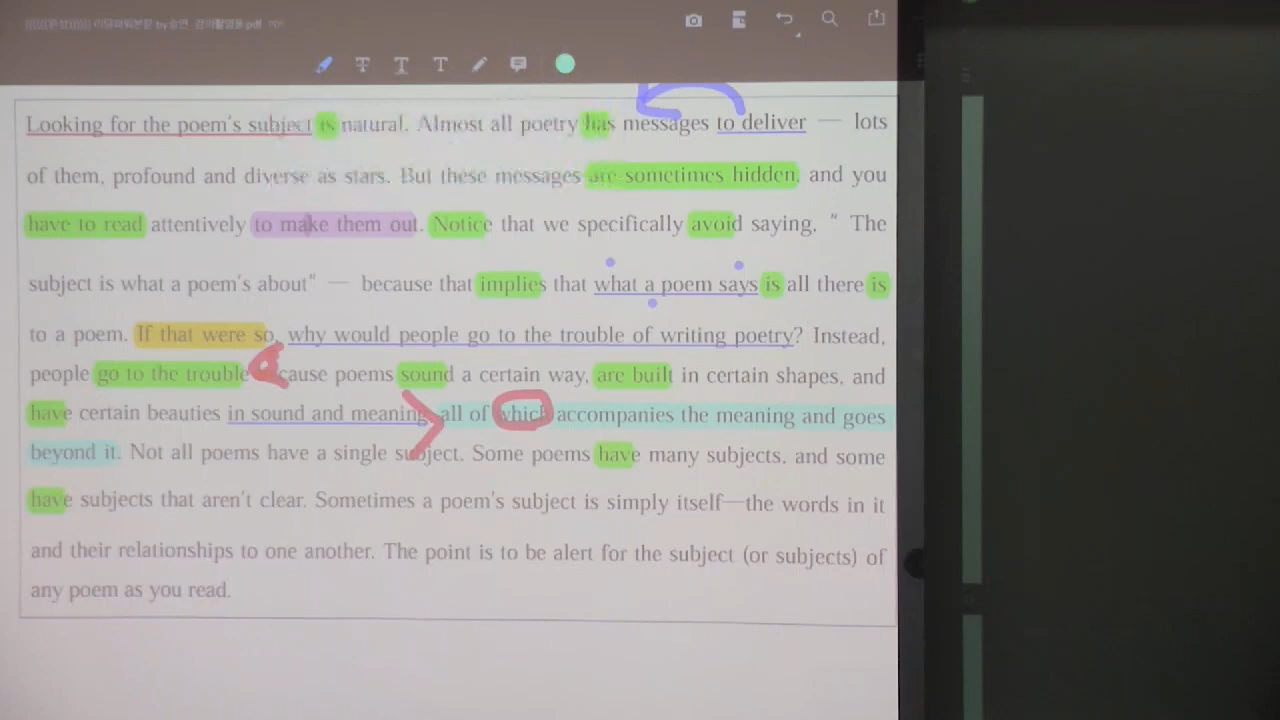 Looking for the poem's subject is natural. Almost all poetry has messages to deliver — lots
of them, profound and diverse as stars. But these messages are sometimes hidden, and you
have to read attentively to make them out. Notice that we specifically avoid saying, " The
subject is what a poem's about" — because that implies that what a poem says is all there is
to a poem. If that were so, why would people go to the trouble of writing poetry? Instead,
people go to the trouble because poems sound a certain way, are built in certain shapes, and
have certain beauties in sound and meaning, all of which accompanies the meaning and goes
beyond it. Not all poems have a single subject. Some poems have many subjects, and some
have subjects that aren't clear. Sometimes a poem's subject is simply itself—the words in it
and their relationships to one another. The point is to be alert for the subject (or subjects) of
any poem as you read.